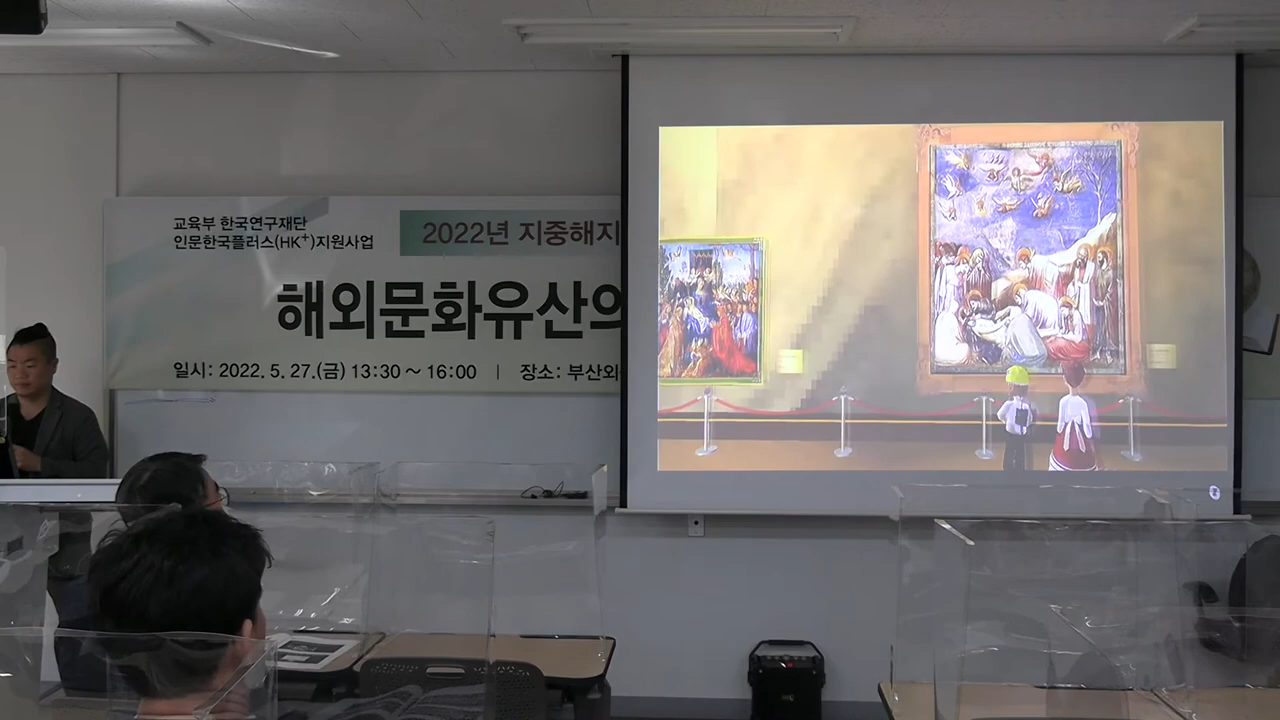 교육부 한국연구재단
인문한국플러스(HK⁺)지원사업
2022년 지중해지
해외문화유산의
일시: 2022. 5. 27.(금) 13:30 ~ 16:00 | 장소: 부산외